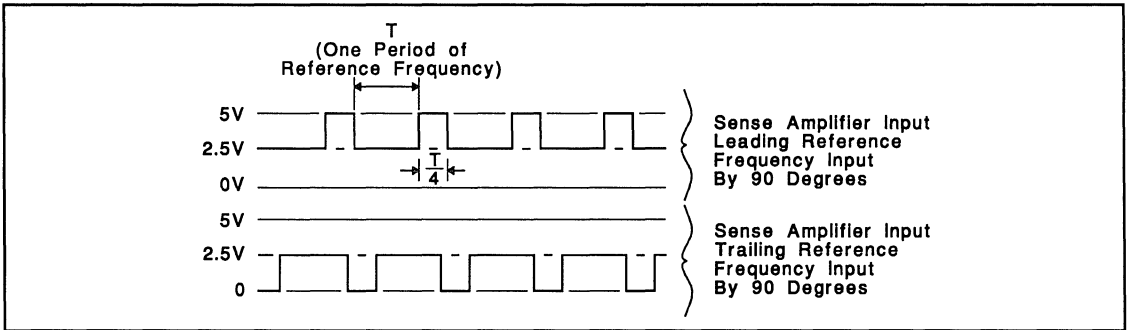 T
(One Period of
Reference Frequency)
5V
2.5V
0V
T
4
Sense Amplifier Input
Leading Reference
Frequency Input
By 90 Degrees
5V
2.5V
0
Sense Amplifier Input
Trailing Reference
Frequency Input
By 90 Degrees